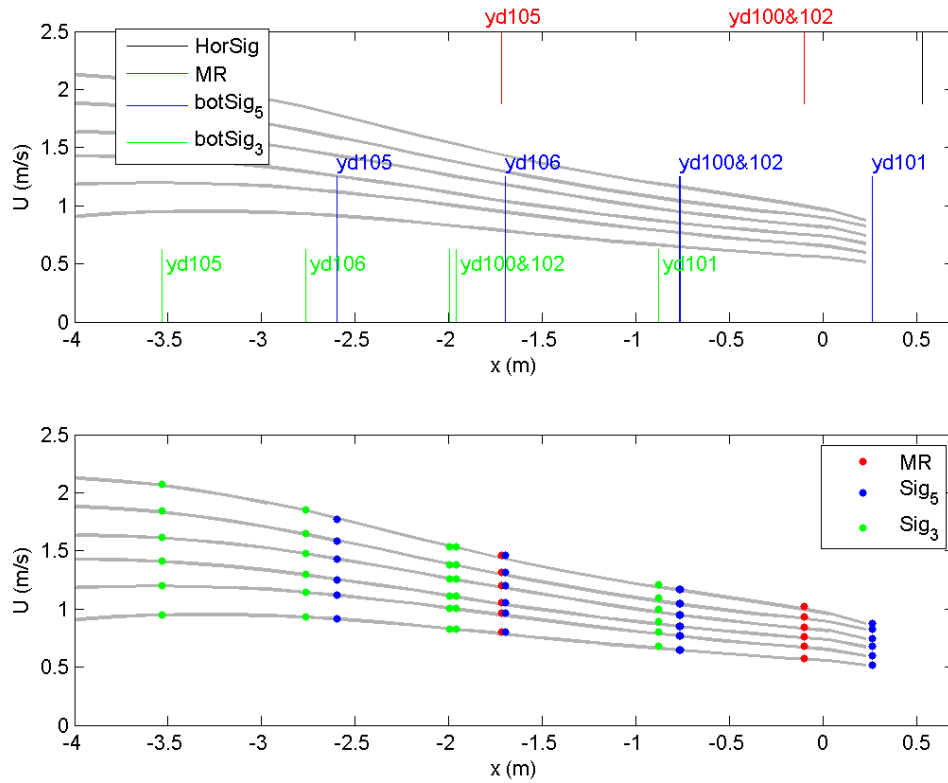 yd105 yd100&102
2.5
HorSig
MR
botSig5
botSig3
2
1.5
yd105 yd106 yd100&102 yd101
U (m/s)
1
0.5
yd105 yd106 yd100&102 yd101
0
-4 -3.5 -3 -2.5 -2 -1.5 -1 -0.5 0 0.5
x (m)
2.5
MR
Sig5
Sig3
2
1.5
U (m/s)
1
0.5
0
-4 -3.5 -3 -2.5 -2 -1.5 -1 -0.5 0 0.5
x (m)